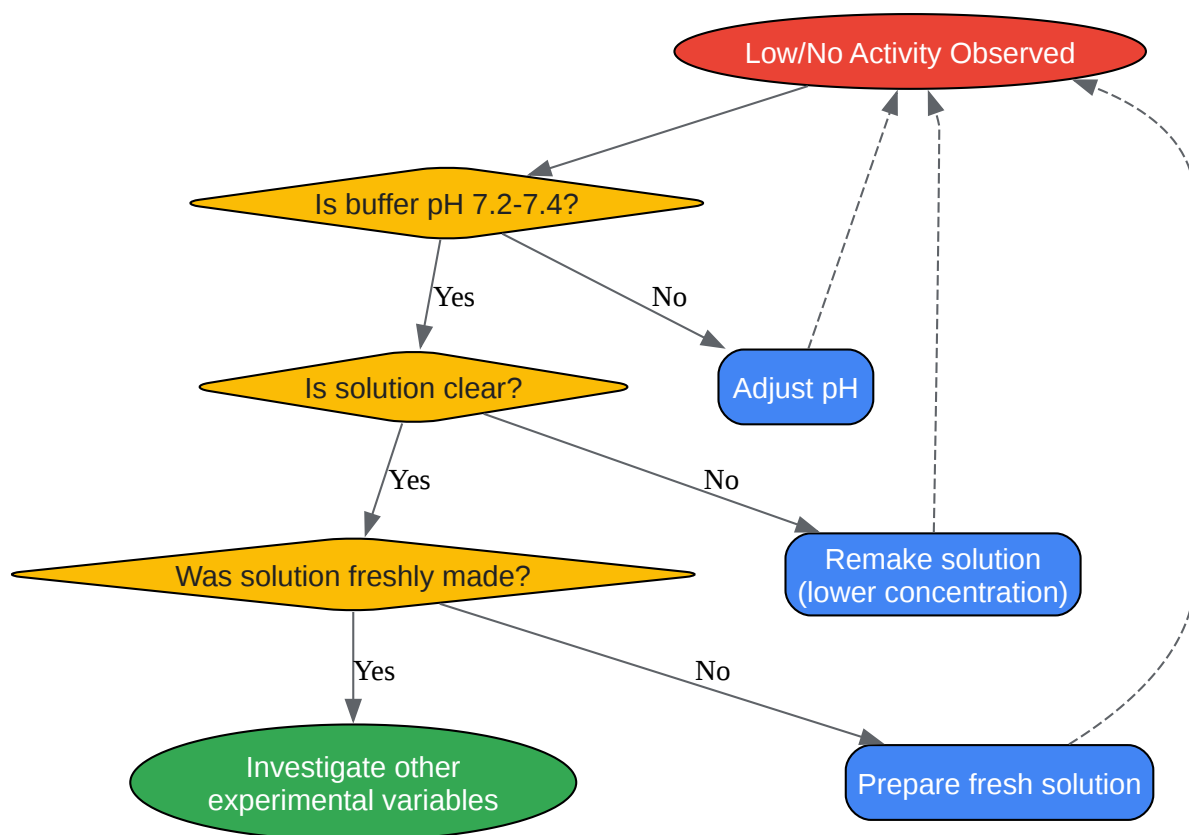 Low/No Activity Observed
Is buffer pH 7.2-7.4?
Yes
No
Is solution clear?
Adjust pH
Yes
No
Remake solution
(lower concentration)
Was solution freshly made?
Yes
No
Investigate other
experimental variables
Prepare fresh solution